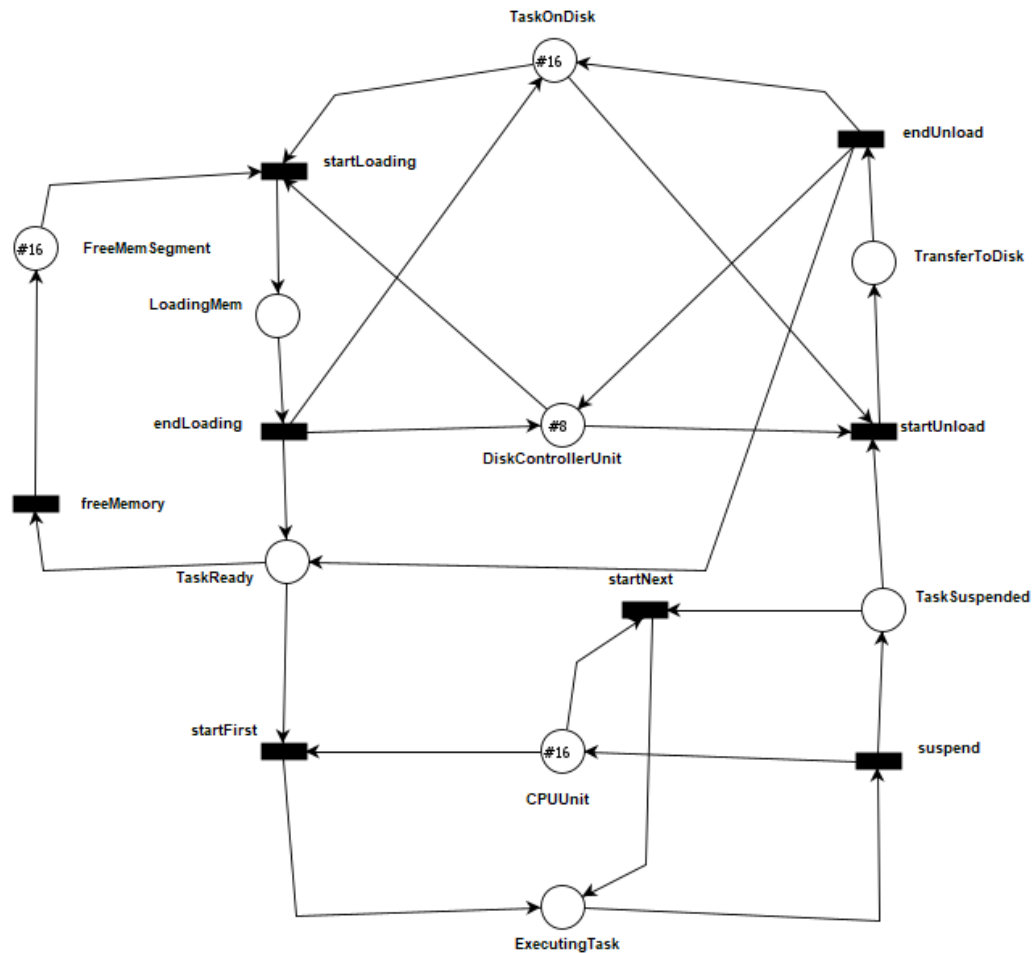 TaskOnDisk
#16
endUnload
startLoading
#16
FreeMemSegment
TransferToDisk
LoadingMem
endLoading
#8
startUnload
DiskControllerUnit
freeMemory
TaskReady
startNext
TaskSuspended
startFirst
#16
suspend
CPUUnit
ExecutingTask